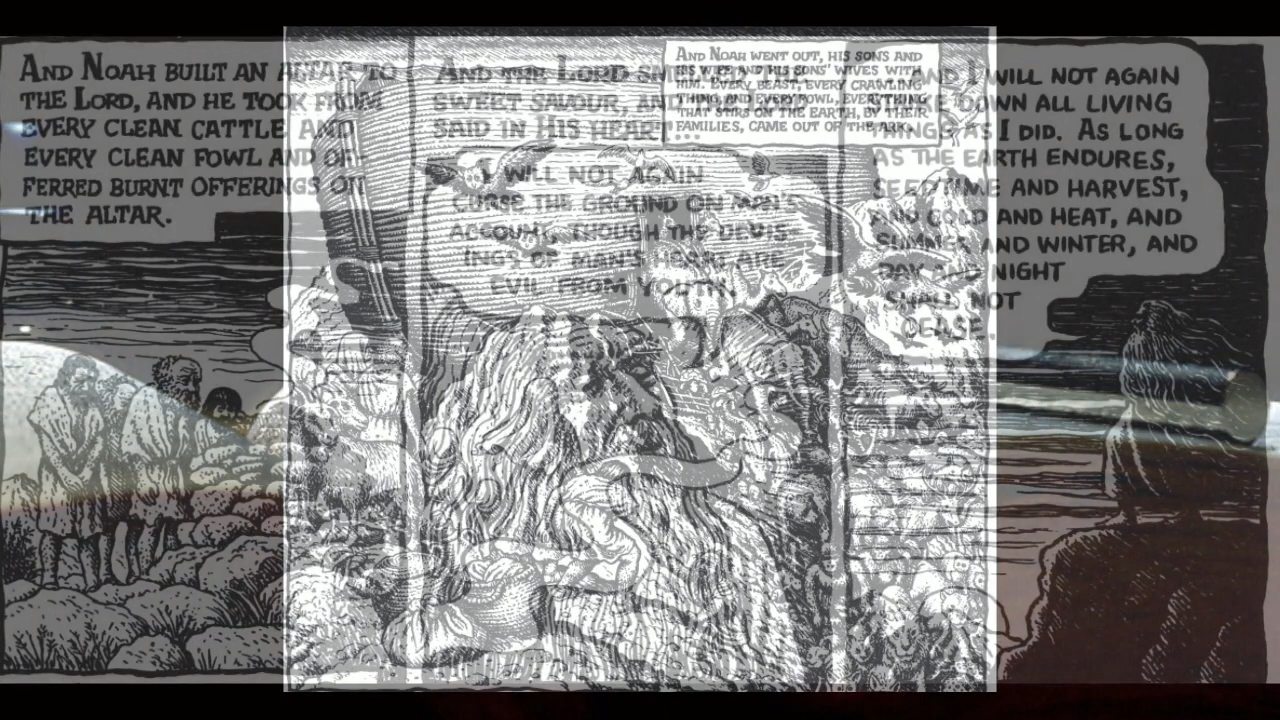 AND NOAH BUILT AN ALTAR TO
THE LORD, AND HE TOOK FROM
EVERY CLEAN CATTLE AND
EVERY CLEAN FOWL AND OF-
FERRED BURNT OFFERINGS ON
THE ALTAR.
AND THE LORD
SWEET SAVOUR, AND
SAID IN HIS HEART:
I WILL NOT AGAIN
CURSE THE GROUND ON MAN'S
ACCOUNT, THOUGH THE DEVIS-
INGS OF MAN'S HEART ARE
EVIL FROM YOUTH.
AND NOAH WENT OUT, HIS SONS AND
HIS WIFE AND HIS SONS' WIVES WITH
HIM. EVERY BEAST, EVERY CRAWLING
THING, AND EVERY FOWL, EVERYTHING
THAT STIRS ON THE EARTH, BY THEIR
FAMILIES, CAME OUT OF THE ARK.
AND I WILL NOT AGAIN
DOWN ALL LIVING
AS I DID. AS LONG
AS THE EARTH ENDURES,
SEEDTIME AND HARVEST,
AND COLD AND HEAT, AND
SUMMER AND WINTER, AND
DAY AND NIGHT
SHALL NOT
CEASE.